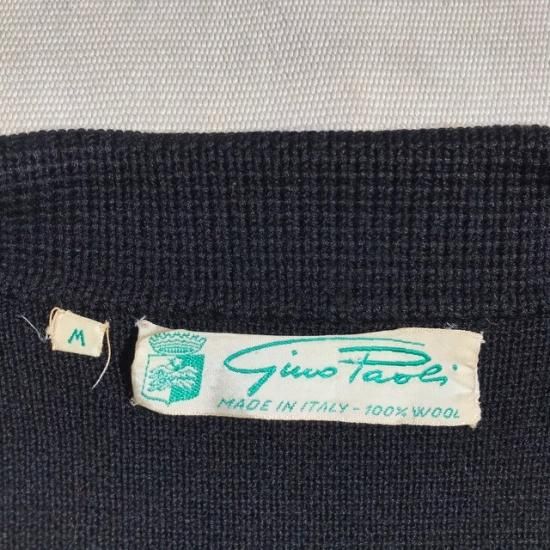 M
Gino Paoli
MADE IN ITALY - 100% WOOL